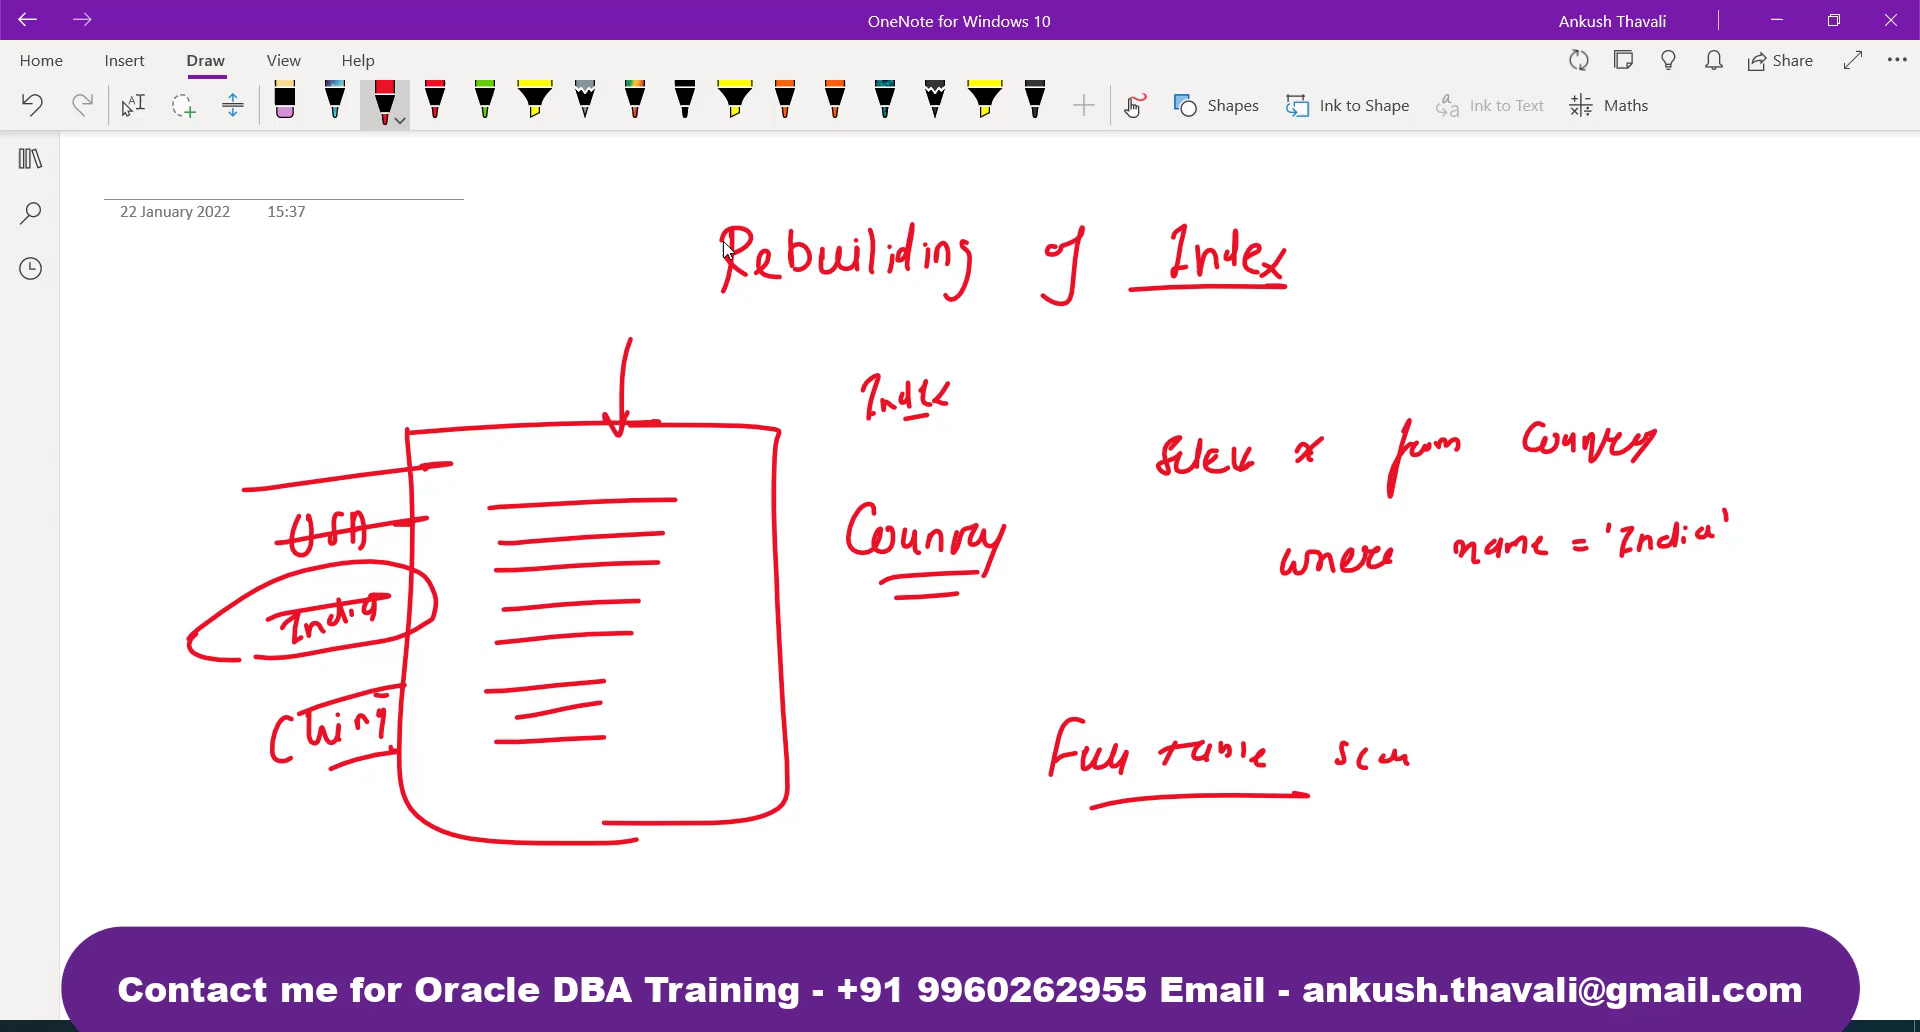 OneNote for Windows 10
Ankush Thavali
Home Insert Draw View Help
Share
Shapes Ink to Shape Ink to Text Maths
22 January 2022 15:37
Rebuiliding of Index
Index
Select * from Country
where name = 'India'
USA
Country
India
China
Full table scan
Contact me for Oracle DBA Training - +91 9960262955 Email - ankush.thavali@gmail.com